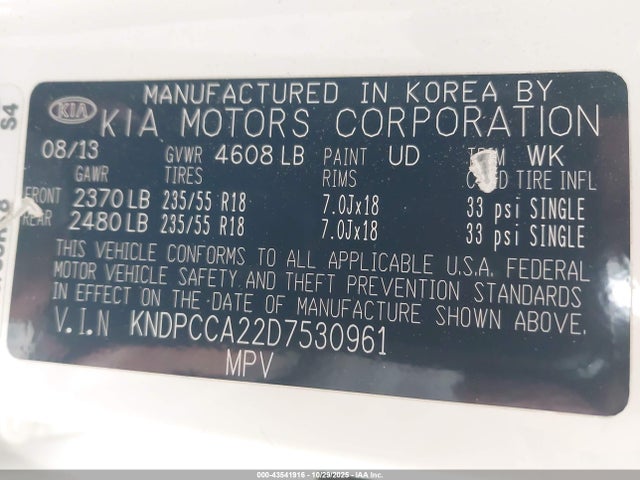 KIA
MANUFACTURED IN KOREA BY
KIA MOTORS CORPORATION
08/13 GVWR 4608 LB PAINT UD WK
GAWR TIRES RIMS TIRE INFL
FRONT 2370 LB 235/55 R18 7.0Jx18 33 psi SINGLE
REAR 2480 LB 235/55 R18 7.0Jx18 33 psi SINGLE
THIS VEHICLE CONFORMS TO ALL APPLICABLE U.S.A. FEDERAL
MOTOR VEHICLE SAFETY AND THEFT PREVENTION STANDARDS
IN EFFECT ON THE DATE OF MANUFACTURE SHOWN ABOVE.
V.I.N KNDPCCA22D7530961
MPV
S4
000-43541916 - 10/29/2025 - IAA Inc.